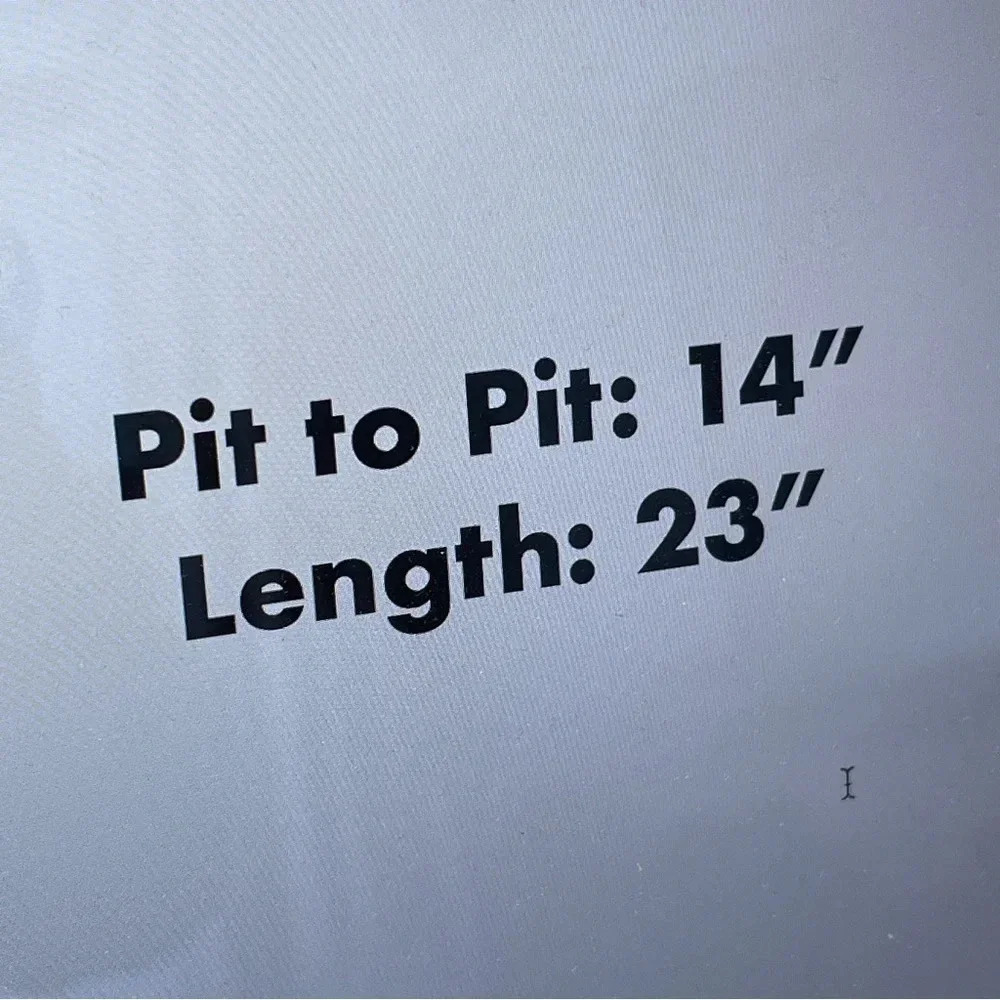 Pit to Pit: 14”
Length: 23”